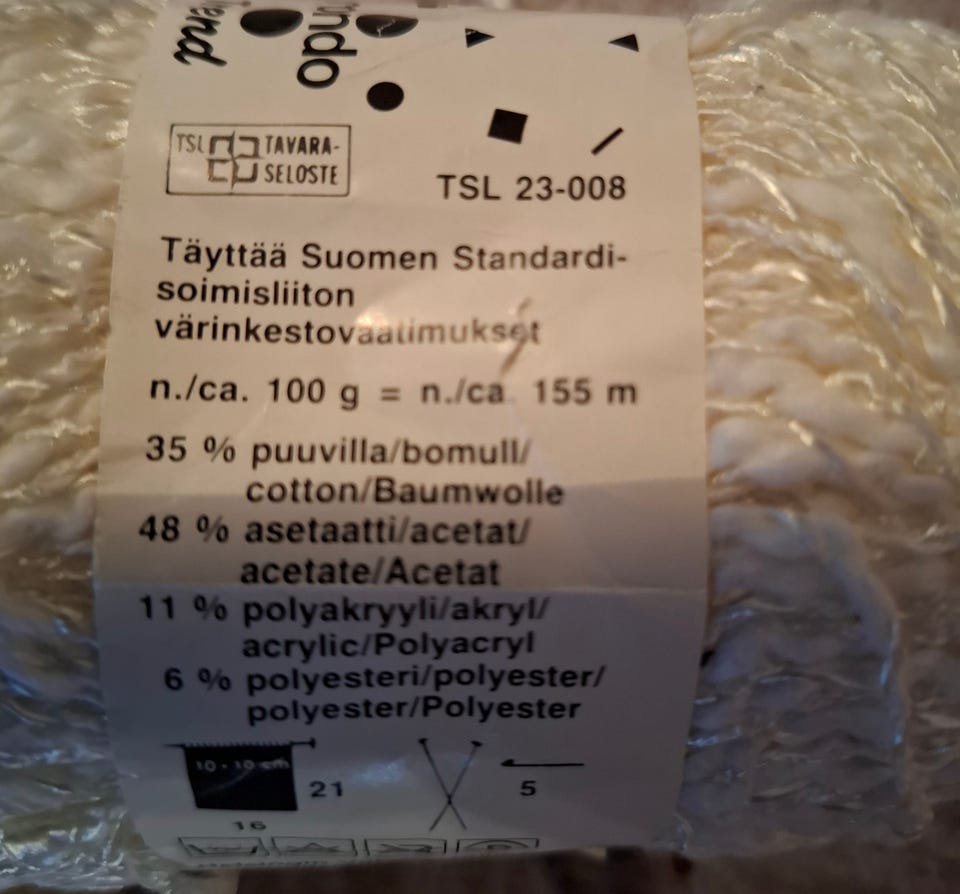 TSL TAVARA-
SELOSTE
TSL 23-008
Täyttää Suomen Standardi-
soimisliiton
värinkestovaatimukset
n./ca. 100 g = n./ca. 155 m
35 % puuvilla/bomull/
cotton/Baumwolle
48 % asetaatti/acetat/
acetate/Acetat
11 % polyakryyli/akryl/
acrylic/Polyacryl
6 % polyesteri/polyester/
polyester/Polyester
10 · 10 cm
21
5
16